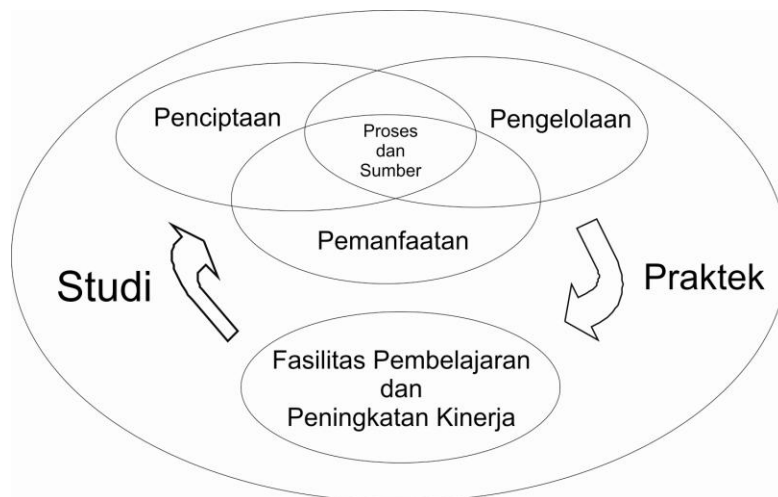 Penciptaan
Pengelolaan
Proses
dan
Sumber
Pemanfaatan
Studi
Praktek
Fasilitas Pembelajaran
dan
Peningkatan Kinerja